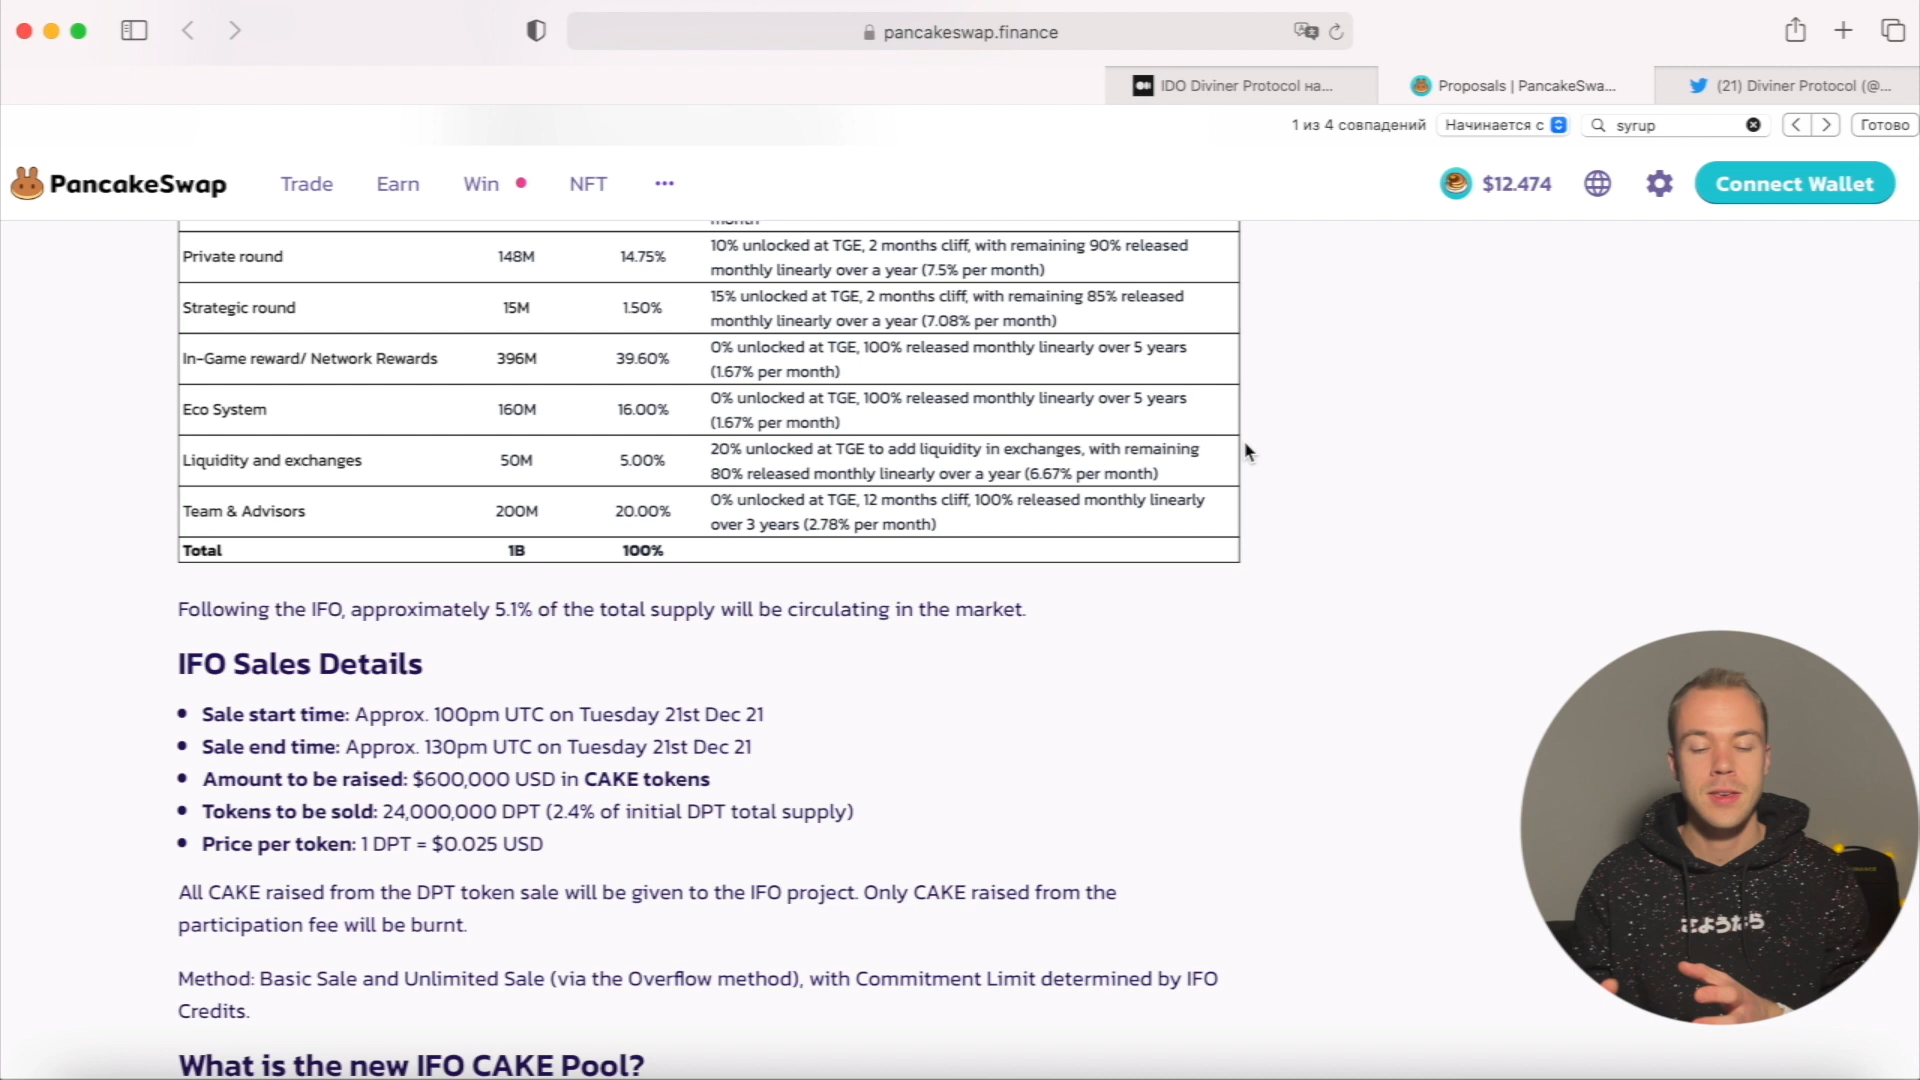 pancakeswap.finance
IDO Diviner Protocol на...
Proposals | PancakeSwa...
(21) Diviner Protocol (@...
1 из 4 совпадений
Начинается с
syrup
Готово
PancakeSwap
Trade
Earn
Win
NFT
$12.474
Connect Wallet
month
Private round 148M 14.75% 10% unlocked at TGE, 2 months cliff, with remaining 90% released
monthly linearly over a year (7.5% per month)
Strategic round 15M 1.50% 15% unlocked at TGE, 2 months cliff, with remaining 85% released
monthly linearly over a year (7.08% per month)
In-Game reward/ Network Rewards 396M 39.60% 0% unlocked at TGE, 100% released monthly linearly over 5 years
(1.67% per month)
Eco System 160M 16.00% 0% unlocked at TGE, 100% released monthly linearly over 5 years
(1.67% per month)
Liquidity and exchanges 50M 5.00% 20% unlocked at TGE to add liquidity in exchanges, with remaining
80% released monthly linearly over a year (6.67% per month)
Team & Advisors 200M 20.00% 0% unlocked at TGE, 12 months cliff, 100% released monthly linearly
over 3 years (2.78% per month)
Total 1B 100%
Following the IFO, approximately 5.1% of the total supply will be circulating in the market.
IFO Sales Details
• Sale start time: Approx. 100pm UTC on Tuesday 21st Dec 21
• Sale end time: Approx. 130pm UTC on Tuesday 21st Dec 21
• Amount to be raised: $600,000 USD in CAKE tokens
• Tokens to be sold: 24,000,000 DPT (2.4% of initial DPT total supply)
• Price per token: 1 DPT = $0.025 USD
All CAKE raised from the DPT token sale will be given to the IFO project. Only CAKE raised from the
participation fee will be burnt.
Method: Basic Sale and Unlimited Sale (via the Overflow method), with Commitment Limit determined by IFO
Credits.
What is the new IFO CAKE Pool?